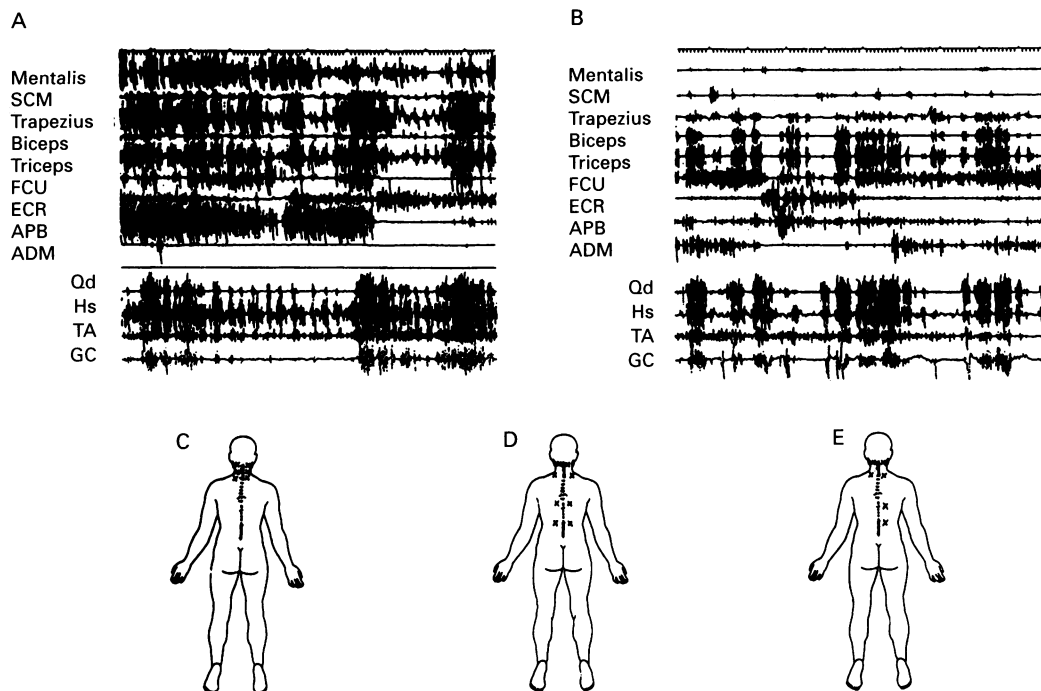 A
Mentalis
SCM
Trapezius
Biceps
Triceps
FCU
ECR
APB
ADM
Qd
Hs
TA
GC
B
Mentalis
SCM
Trapezius
Biceps
Triceps
FCU
ECR
APB
ADM
Qd
Hs
TA
GC
C
D
E